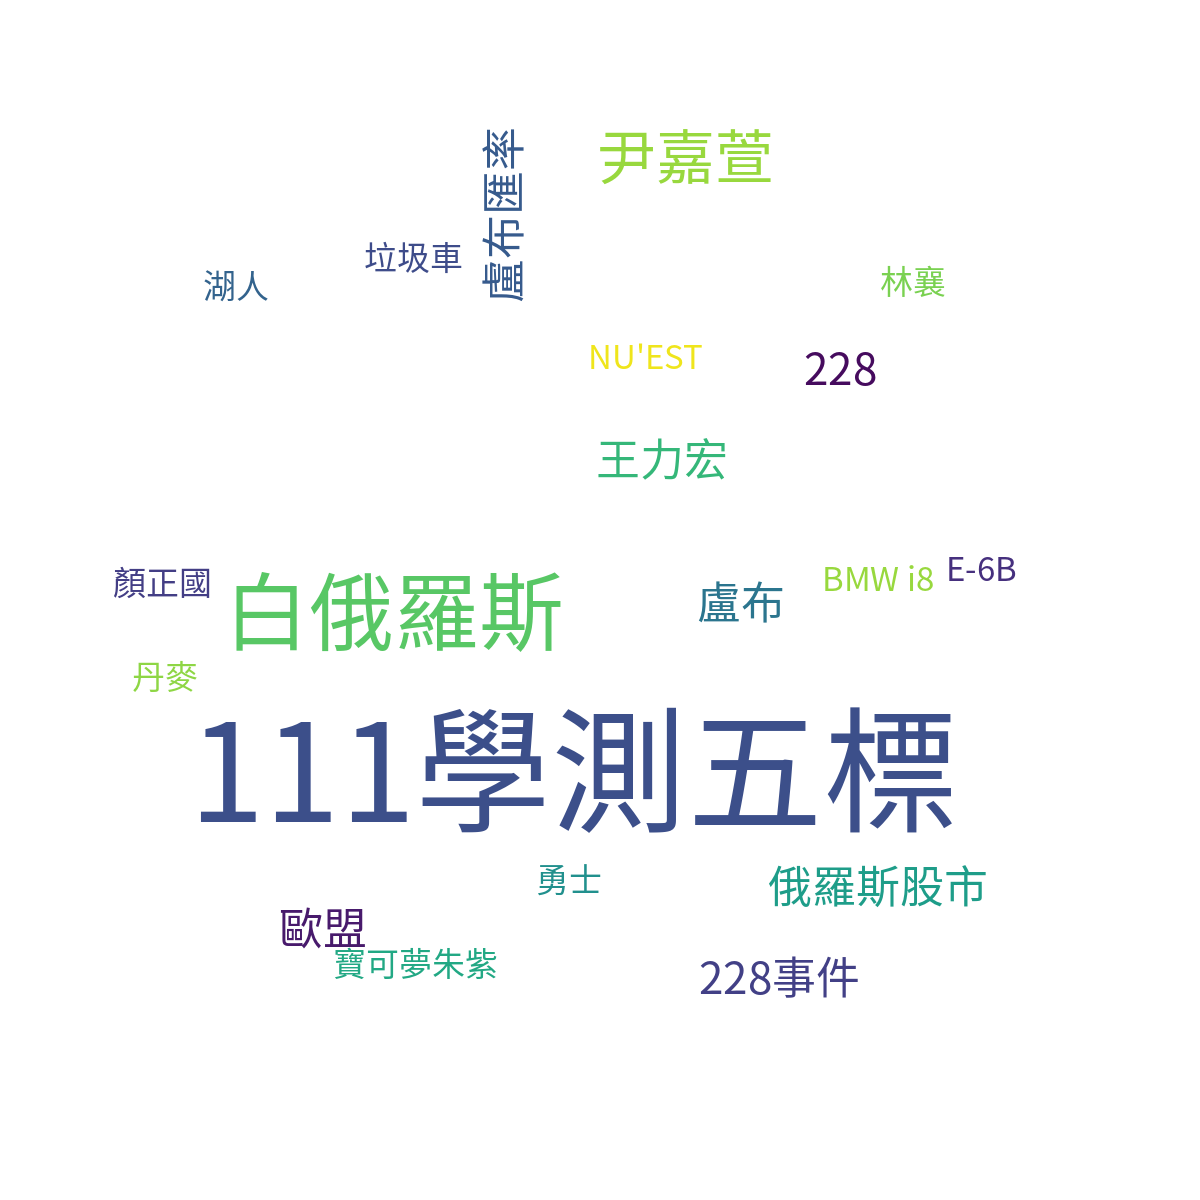 尹嘉萱
盧布匯率
垃圾車
湖人
林襄
NU'EST
228
王力宏
顏正國
白俄羅斯
盧布
BMW i8
E-6B
丹麥
111學測五標
勇士
俄羅斯股市
歐盟
寶可夢朱紫
228事件